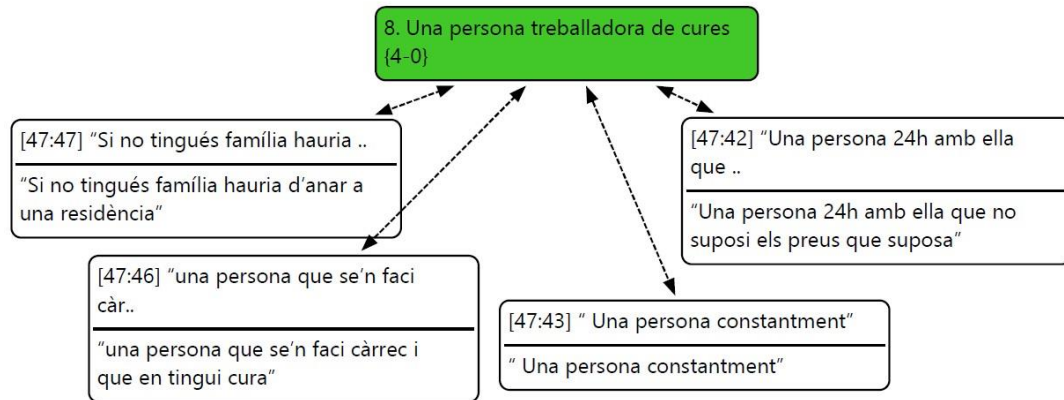 8. Una persona treballadora de cures
{4-0}
[47:47] “Si no tingués família hauria ..
“Si no tingués família hauria d’anar a
una residència”
[47:42] “Una persona 24h amb ella
que ..
“Una persona 24h amb ella que no
suposi els preus que suposa”
[47:46] “una persona que se’n faci
càr..
“una persona que se’n faci càrrec i
que en tingui cura”
[47:43] “ Una persona constantment”
“ Una persona constantment”